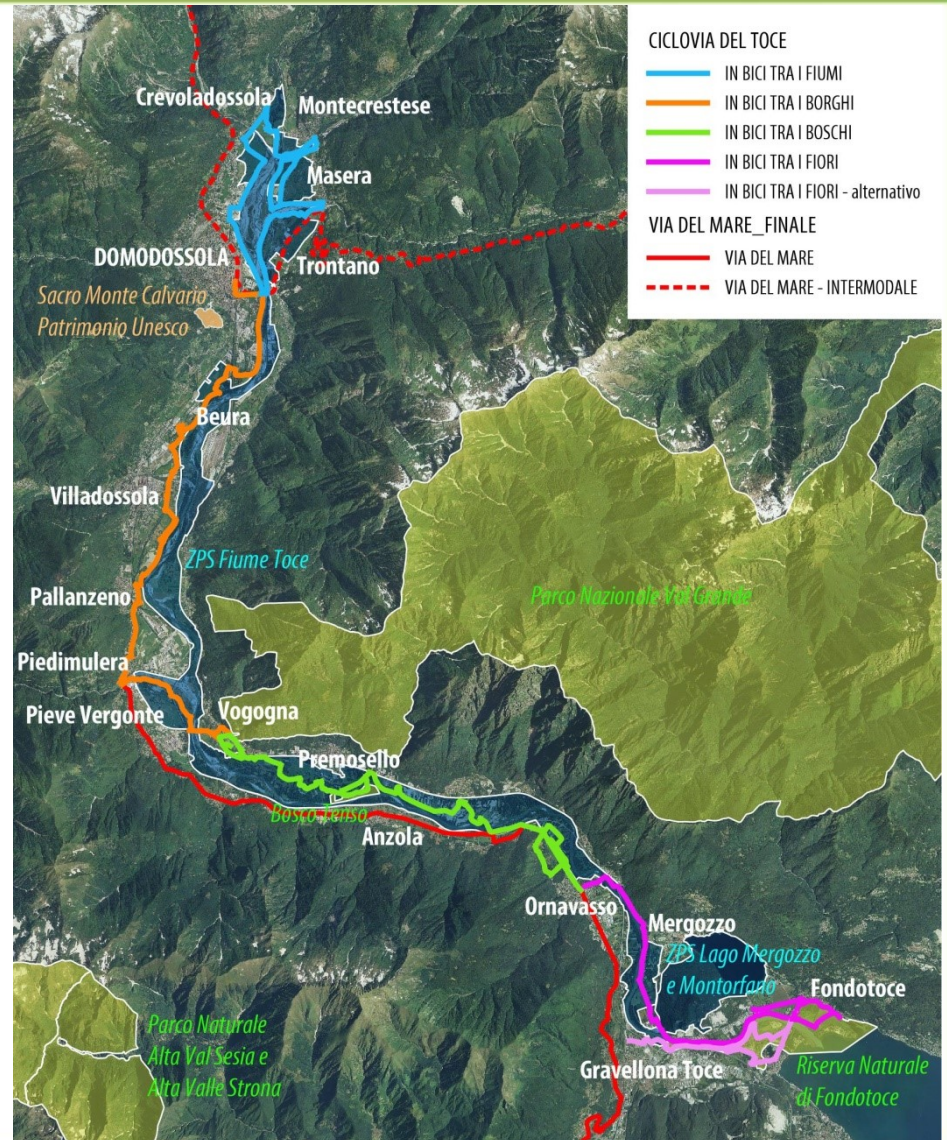 CICLOVIA DEL TOCE
IN BICI TRA I FIUMI
IN BICI TRA I BORGHI
IN BICI TRA I BOSCHI
IN BICI TRA I FIORI
IN BICI TRA I FIORI - alternativo
VIA DEL MARE_FINALE
VIA DEL MARE
VIA DEL MARE - INTERMODALE
Crevoladossola
Montecrestese
Masera
DOMODOSSOLA
Trontano
Sacro Monte Calvario
Patrimonio Unesco
Beura
Villadossola
ZPS Fiume Toce
Pallanzeno
Parco Nazionale Val Grande
Piedimulera
Pieve Vergonte
Vogogna
Premosello
Bosco Tenso
Anzola
Ornavasso
Mergozzo
ZPS Lago Mergozzo
e Montorfano
Fondotoce
Parco Naturale
Alta Val Sesia e
Alta Valle Strona
Gravellona Toce
Riserva Naturale
di Fondotoce